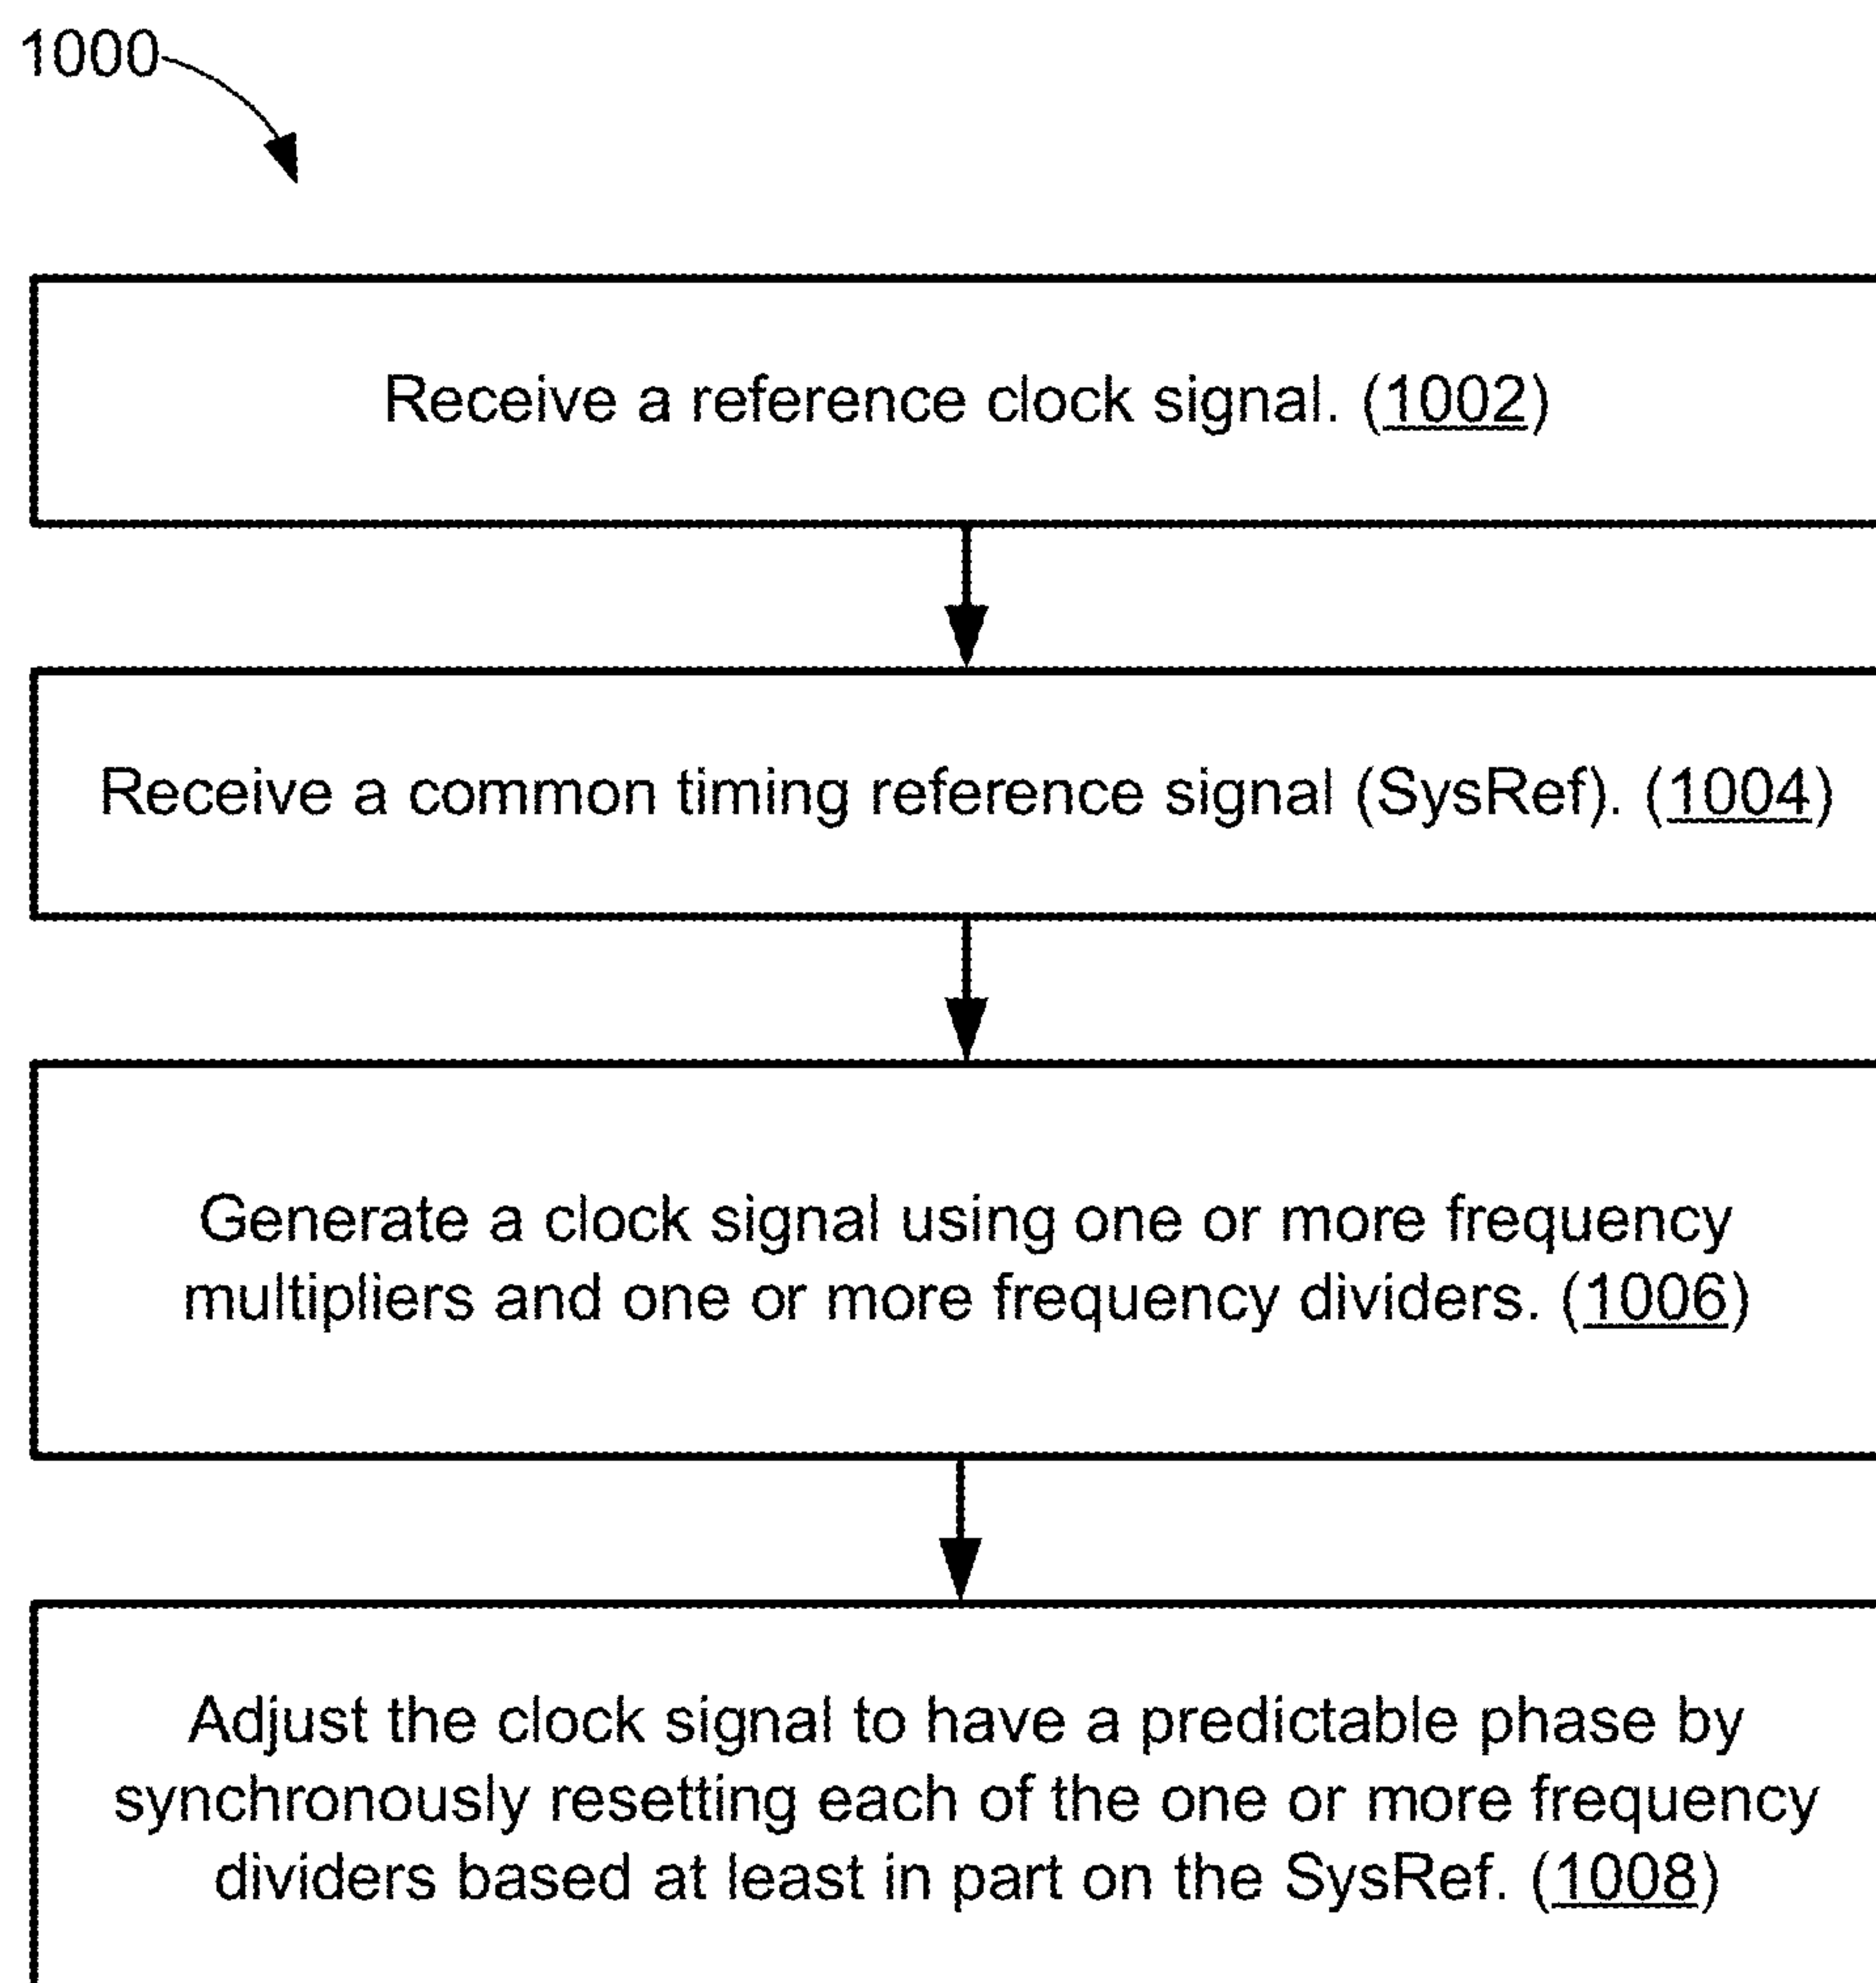 1000
Receive a reference clock signal. (1002)
Receive a common timing reference signal (SysRef). (1004)
Generate a clock signal using one or more frequency
multipliers and one or more frequency dividers. (1006)
Adjust the clock signal to have a predictable phase by
synchronously resetting each of the one or more frequency
dividers based at least in part on the SysRef. (1008)